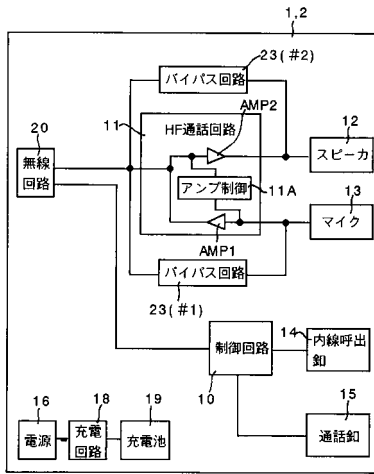 1,2
23(#2)
バイパス回路
AMP2
11
HF通話回路
12
スピーカ
20
無線
回路
アンプ制御
11A
13
マイク
AMP1
バイパス回路
23(#1)
制御回路
10
14
内線呼出
釦
16
電源
18
充電
回路
19
充電池
15
通話釦